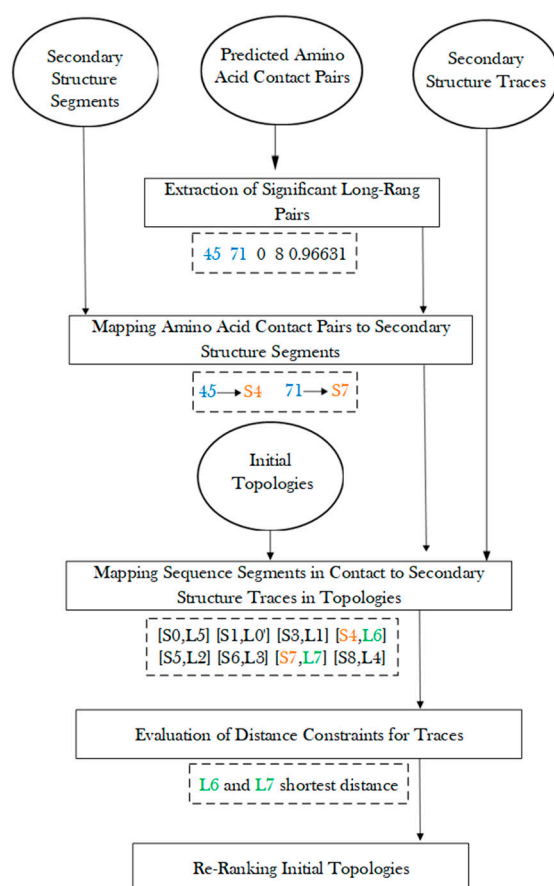 Secondary
Structure
Segments
Predicted Amino
Acid Contact Pairs
Secondary
Structure Traces
Extraction of Significant Long-Rang
Pairs
45 71 0 8 0.96631
Mapping Amino Acid Contact Pairs to Secondary
Structure Segments
45→S4 71→S7
Initial
Topologies
Mapping Sequence Segments in Contact to Secondary
Structure Traces in Topologies
[S0,L5] [S1,L0'] [S3,L1] [S4,L6]
[S5,L2] [S6,L3] [S7,L7] [S8,L4]
Evaluation of Distance Constraints for Traces
L6 and L7 shortest distance
Re-Ranking Initial Topologies